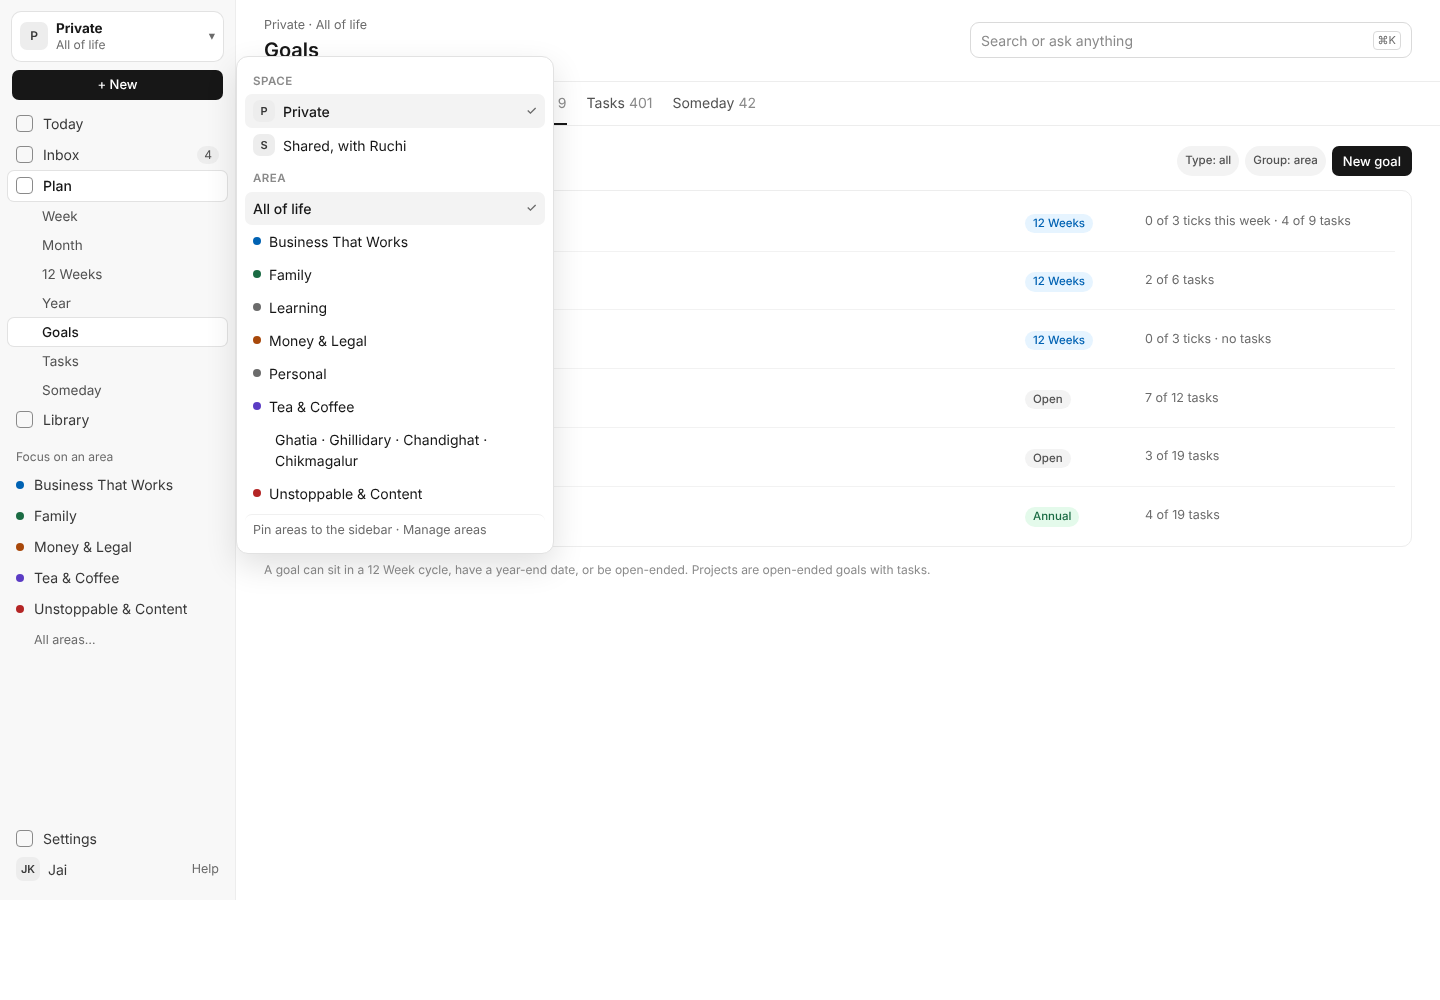 P
Private
All of life
▾
+ New
Today
Inbox 4
Plan
Week
Month
12 Weeks
Year
Goals
Tasks
Someday
Library
Focus on an area
Business That Works
Family
Money & Legal
Tea & Coffee
Unstoppable & Content
All areas...
Settings
JK Jai Help
Private · All of life
Goals
Search or ask anything ⌘K
SPACE
P Private ✓
S Shared, with Ruchi
AREA
All of life ✓
Business That Works
Family
Learning
Money & Legal
Personal
Tea & Coffee
Ghatia · Ghillidary · Chandighat ·
Chikmagalur
Unstoppable & Content
Pin areas to the sidebar · Manage areas
9 Tasks 401 Someday 42
Type: all Group: area New goal
12 Weeks 0 of 3 ticks this week · 4 of 9 tasks
12 Weeks 2 of 6 tasks
12 Weeks 0 of 3 ticks · no tasks
Open 7 of 12 tasks
Open 3 of 19 tasks
Annual 4 of 19 tasks
A goal can sit in a 12 Week cycle, have a year-end date, or be open-ended. Projects are open-ended goals with tasks.